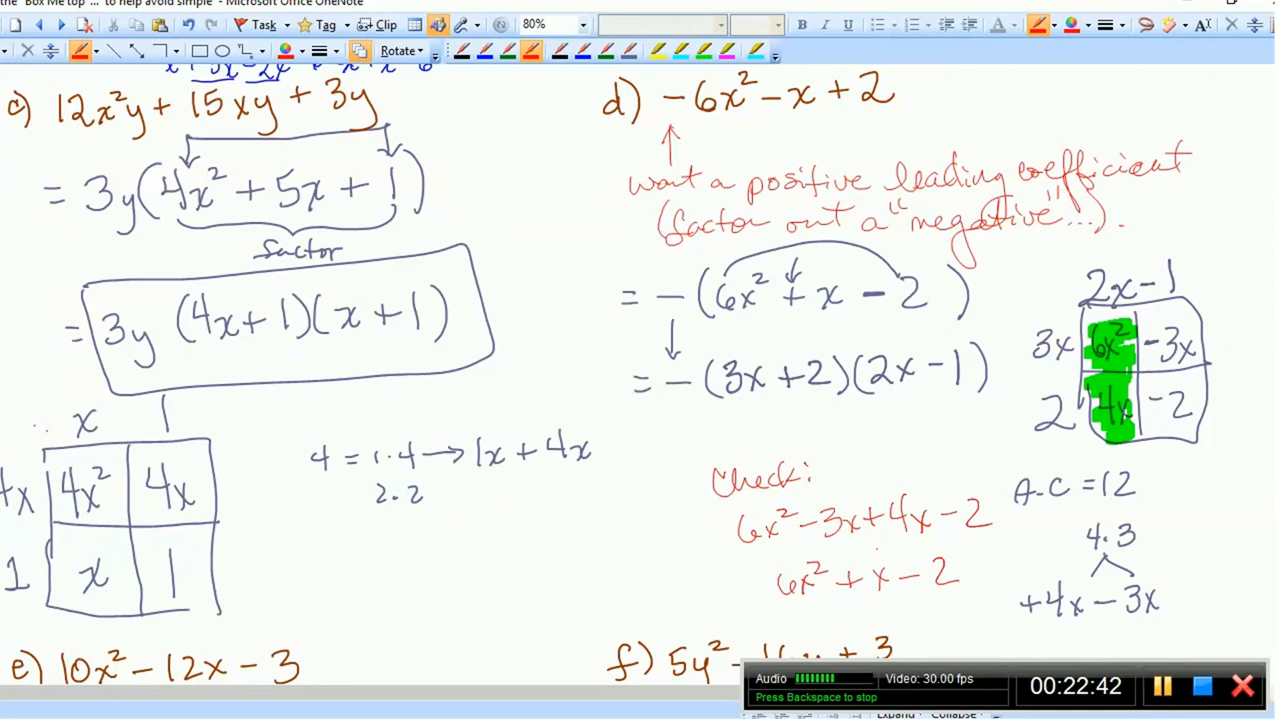 the "Box Me top"... to help avoid simple" - Microsoft Office OneNote
Task
Tag
Clip
80%
B I U
Rotate
c) 12x²y + 15xy + 3y
= 3y(4x² + 5x + 1)
factor
= 3y (4x+1)(x+1)
x 1
4x 4x² 4x
1 x 1
4 = 1·4 → 1x + 4x
2·2
d) -6x² - x + 2
want a positive leading coefficient
(factor out a "negative"...).
= -(6x² + x - 2)
= -(3x + 2)(2x - 1)
2x - 1
3x 6x² -3x
2 4x -2
Check:
6x² - 3x + 4x - 2
6x² + x - 2
A·C = 12
4·3
+4x - 3x
e) 10x² - 12x - 3
f) 5y²
+ 3
Audio
Video: 30.00 fps
Press Backspace to stop
00:22:42
Expand
Collapse